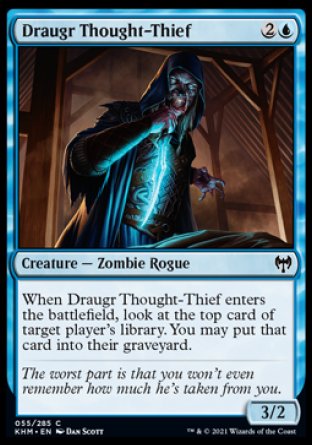 Draugr Thought-Thief 2
Creature — Zombie Rogue
When Draugr Thought-Thief enters
the battlefield, look at the top card of
target player's library. You may put that
card into their graveyard.
The worst part is that you won't even
remember how much he's taken from you.
3/2
055/285 C
KHM • EN Dan Scott
™ & © 2021 Wizards of the Coast